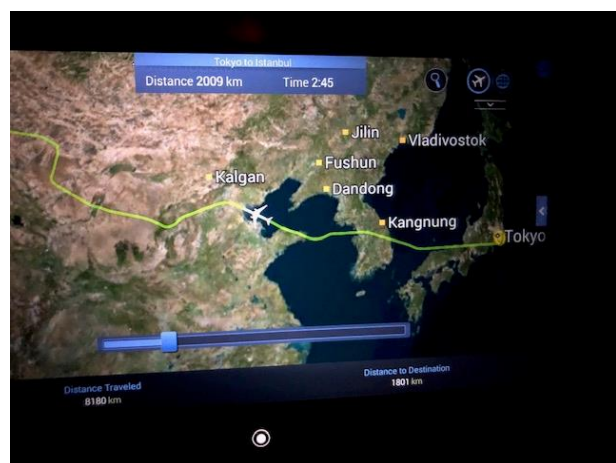 Tokyo to Istanbul
Distance 2009 km Time 2:45
Jilin
Vladivostok
Fushun
Kalgan
Dandong
Kangnung
Tokyo
Distance Traveled
8180 km
Distance to Destination
1801 km